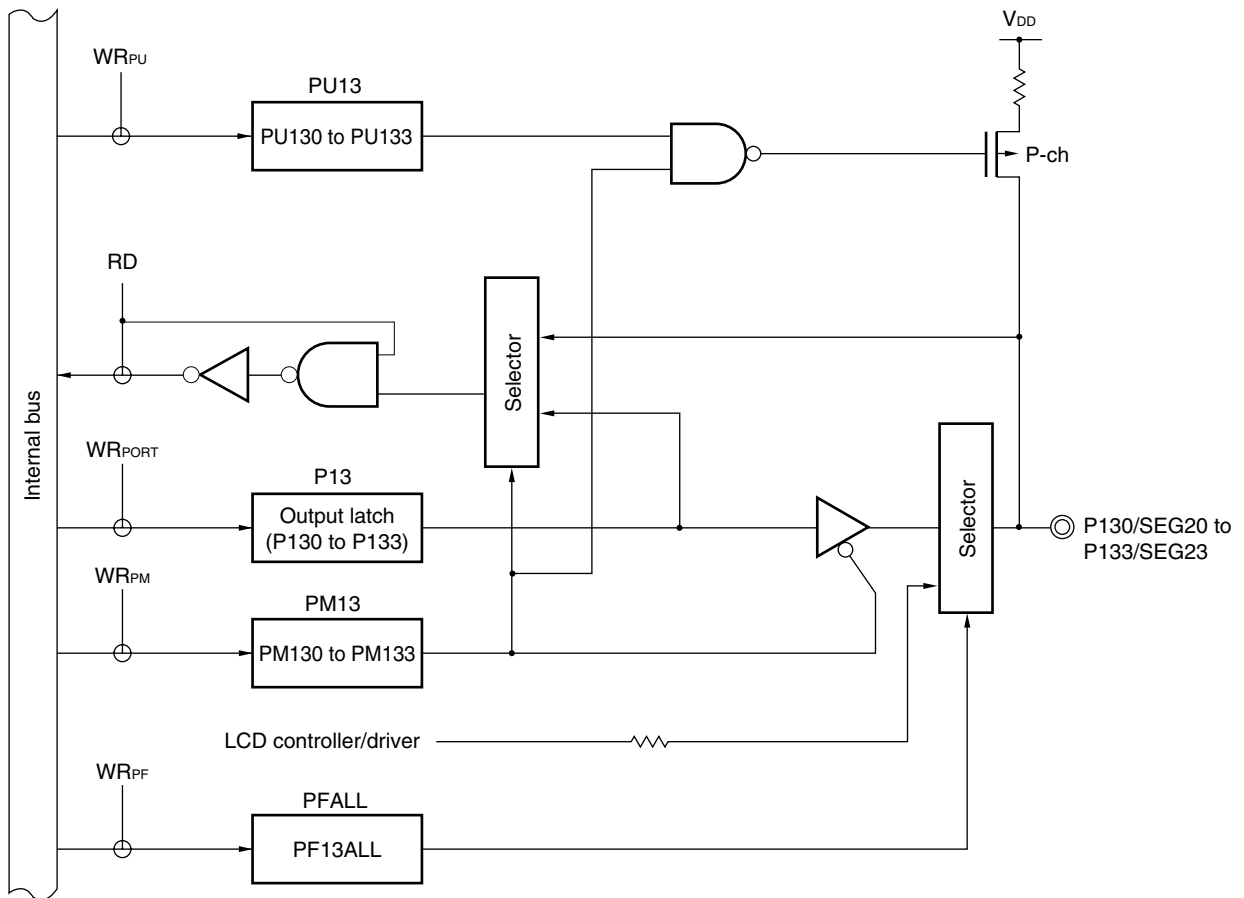 VDD
WRPU
PU13
PU130 to PU133
P-ch
RD
Selector
Internal bus
WRPORT
P13
Output latch
(P130 to P133)
Selector
P130/SEG20 to
P133/SEG23
WRPM
PM13
PM130 to PM133
LCD controller/driver
WRPF
PFALL
PF13ALL